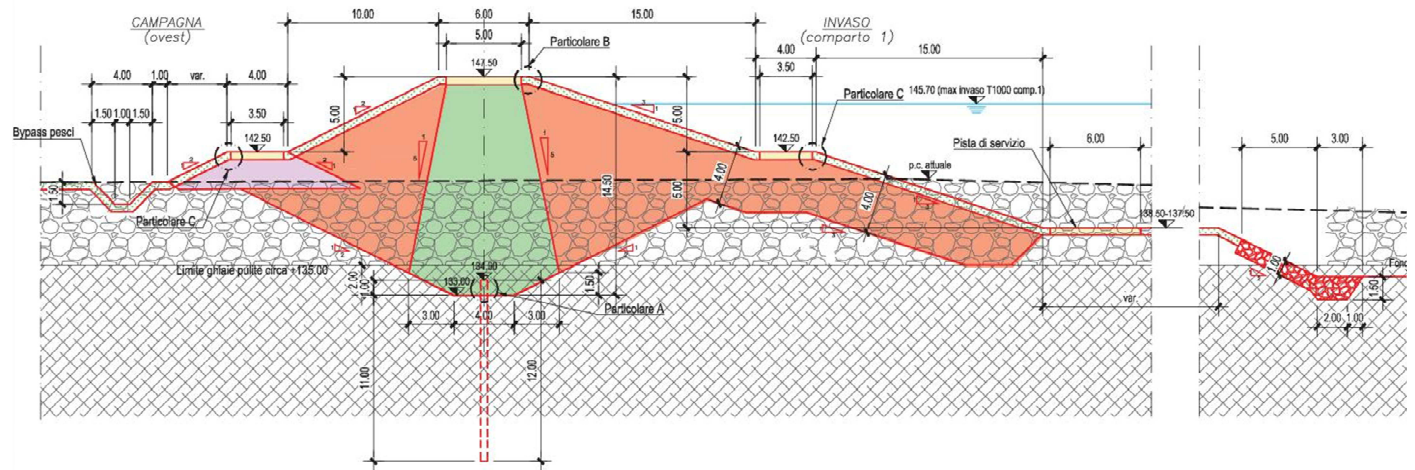 CAMPAGNA
(ovest)
10.00
6.00
15.00
INVASO
(comparto 1)
5.00
Particolare B
4.00
15.00
3.50
4.00
1.00
var.
4.00
147.50
Particolare C
145.70 (max invaso T1000 comp.1)
1.50
1.00
1.50
3.50
5.00
5.00
6.00
5.00
3.00
Bypass pesci
142.50
142.50
Pista di servizio
p.c. attuale
1.50
4.00
14.50
5.00
4.00
138.50-137.50
Particolare C
Limite ghiaie pulite circa +135.00
2.00
1.00
133.00
1.50
Particolare A
1.00
1.50
Fond
3.00
4.00
3.00
var.
2.00
1.00
11.00
12.00